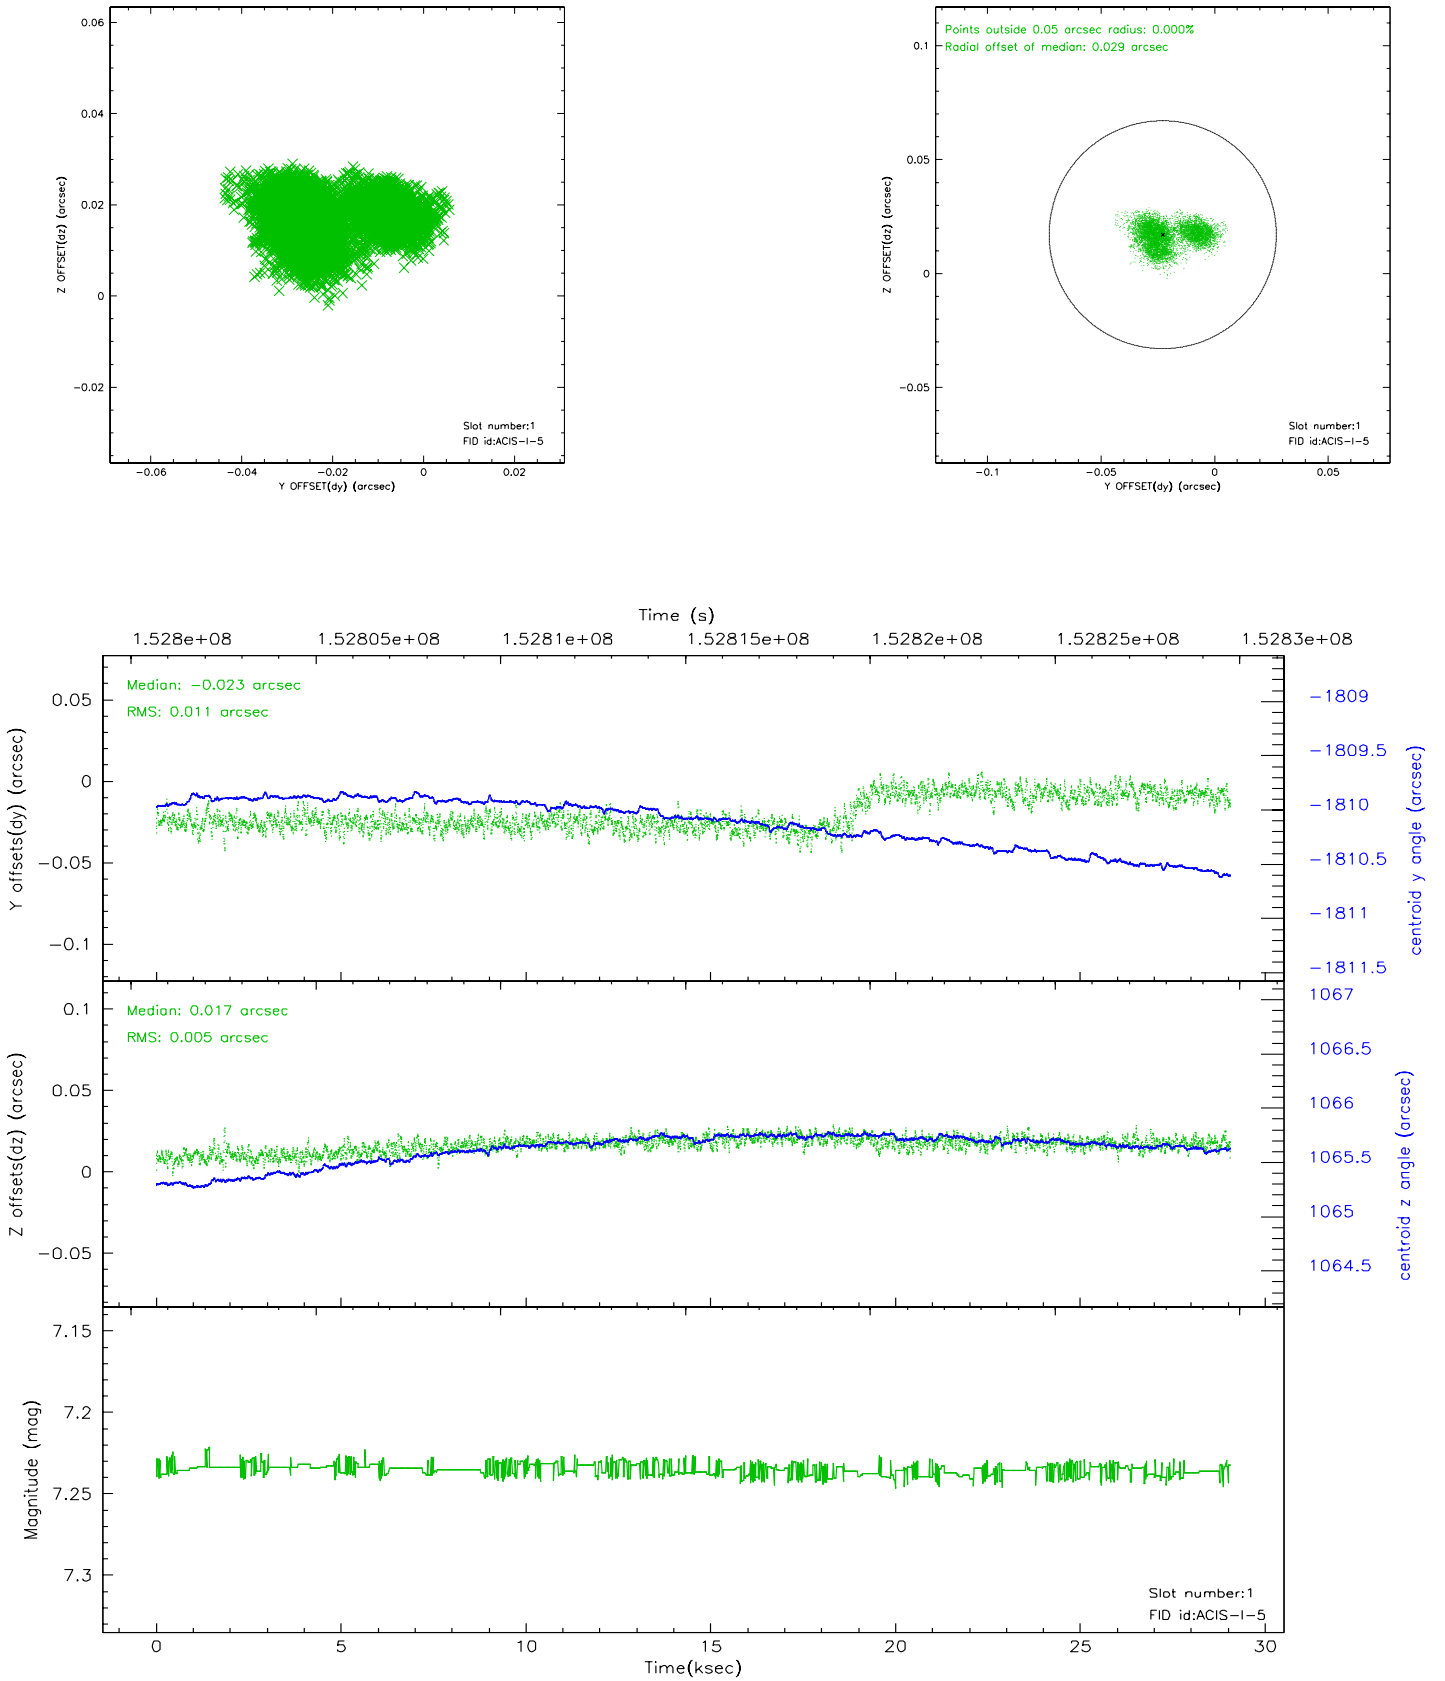 0.06
0.04
0.02
0
−0.02
Z OFFSET(dz) (arcsec)
Slot number:1
FID id:ACIS−I−5
−0.06 −0.04 −0.02 0 0.02
Y OFFSET(dy) (arcsec)
Points outside 0.05 arcsec radius: 0.000%
Radial offset of median: 0.029 arcsec
0.1
0.05
0
−0.05
Z OFFSET(dz) (arcsec)
Slot number:1
FID id:ACIS−I−5
−0.1 −0.05 0 0.05
Y OFFSET(dy) (arcsec)
Time (s)
1.528e+08 1.52805e+08 1.5281e+08 1.52815e+08 1.5282e+08 1.52825e+08 1.5283e+08
Median: −0.023 arcsec
RMS: 0.011 arcsec
0.05
0
−0.05
−0.1
Y offsets(dy) (arcsec)
−1809
−1809.5
−1810
−1810.5
−1811
−1811.5
centroid y angle (arcsec)
Median: 0.017 arcsec
RMS: 0.005 arcsec
0.1
0.05
0
−0.05
Z offsets(dz) (arcsec)
1067
1066.5
1066
1065.5
1065
1064.5
centroid z angle (arcsec)
7.15
7.2
7.25
7.3
Magnitude (mag)
Slot number:1
FID id:ACIS−I−5
0 5 10 15 20 25 30
Time(ksec)